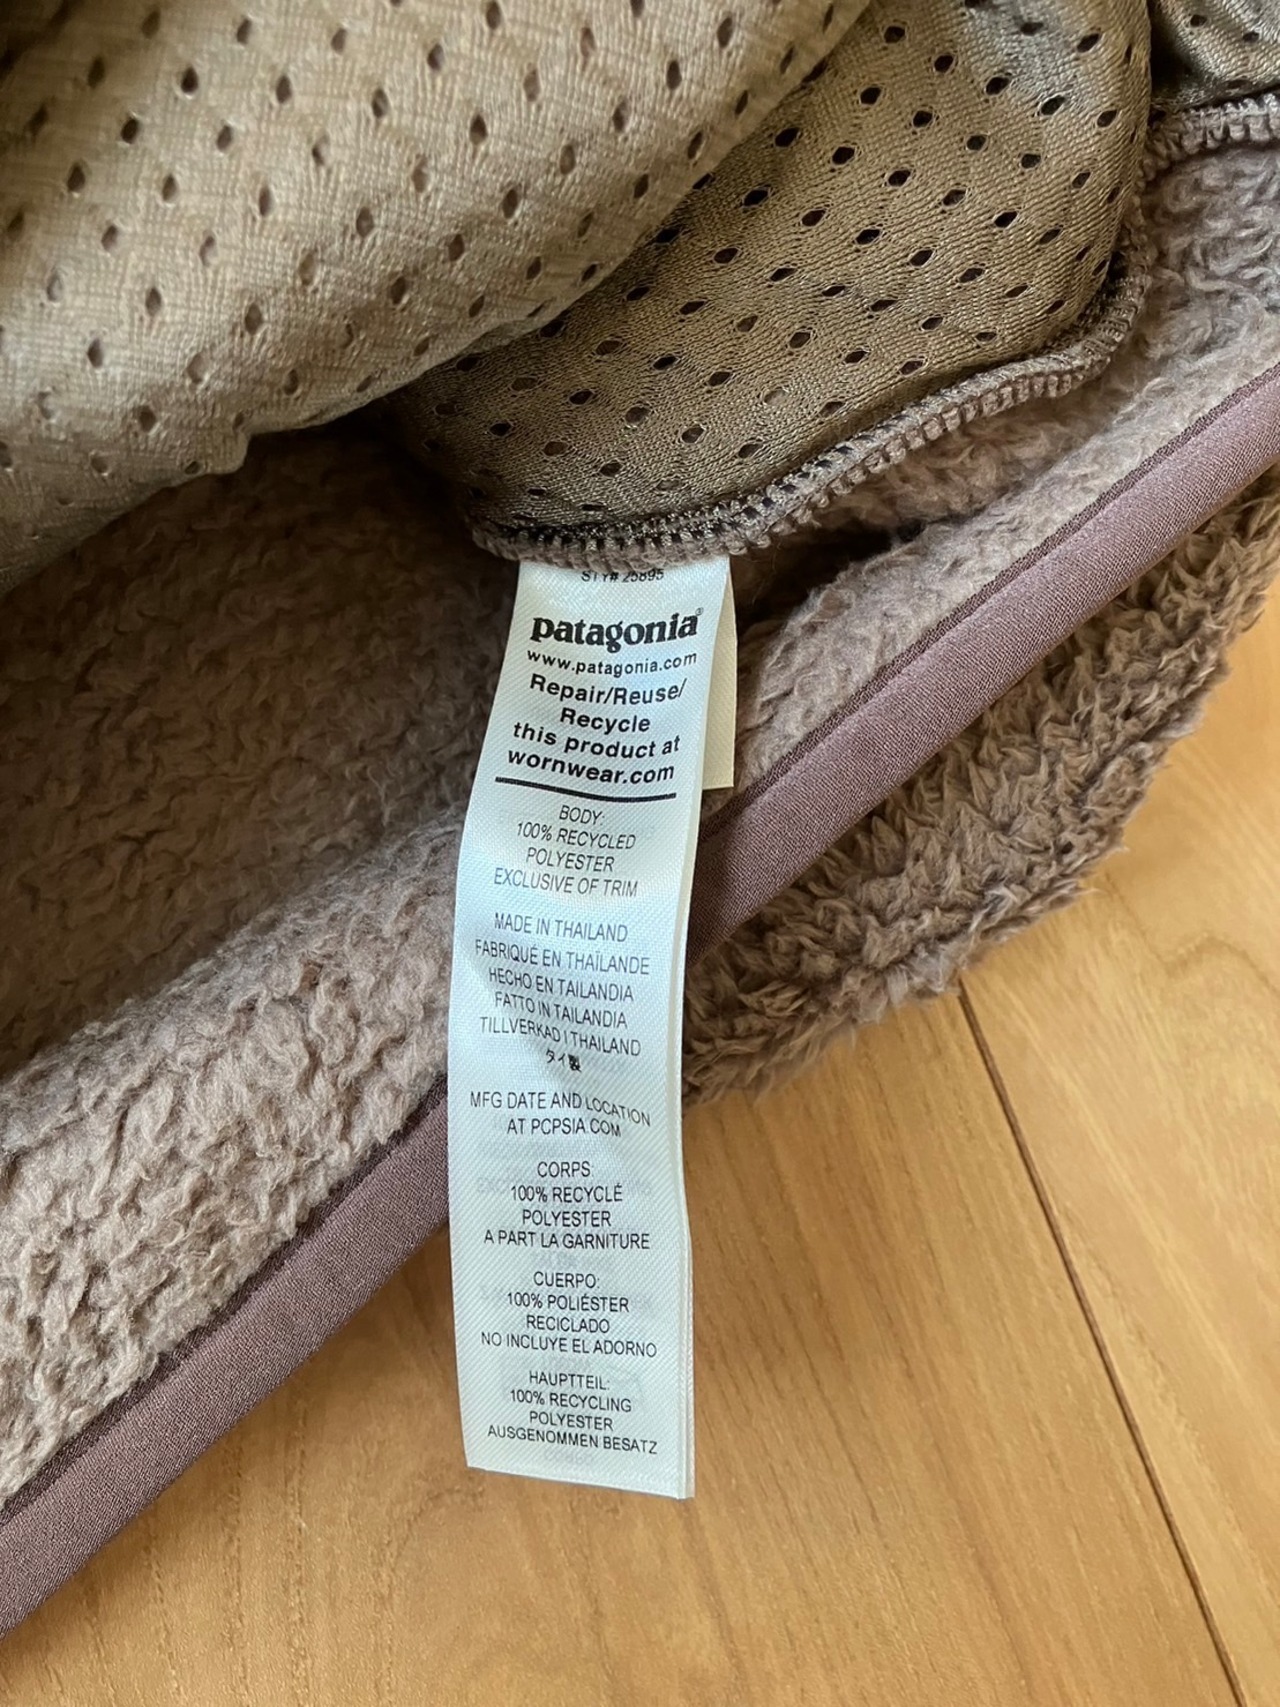 STY# 25895
patagonia®
www.patagonia.com
Repair/Reuse/
Recycle
this product at
wornwear.com
BODY:
100% RECYCLED
POLYESTER
EXCLUSIVE OF TRIM
MADE IN THAILAND
FABRIQUÉ EN THAÏLANDE
HECHO EN TAILANDIA
FATTO IN TAILANDIA
TILLVERKAD I THAILAND
タイ製
MFG DATE AND LOCATION
AT PCPSIA.COM
CORPS:
100% RECYCLÉ
POLYESTER
A PART LA GARNITURE
CUERPO:
100% POLIÉSTER
RECICLADO
NO INCLUYE EL ADORNO
HAUPTTEIL:
100% RECYCLING
POLYESTER
AUSGENOMMEN BESATZ